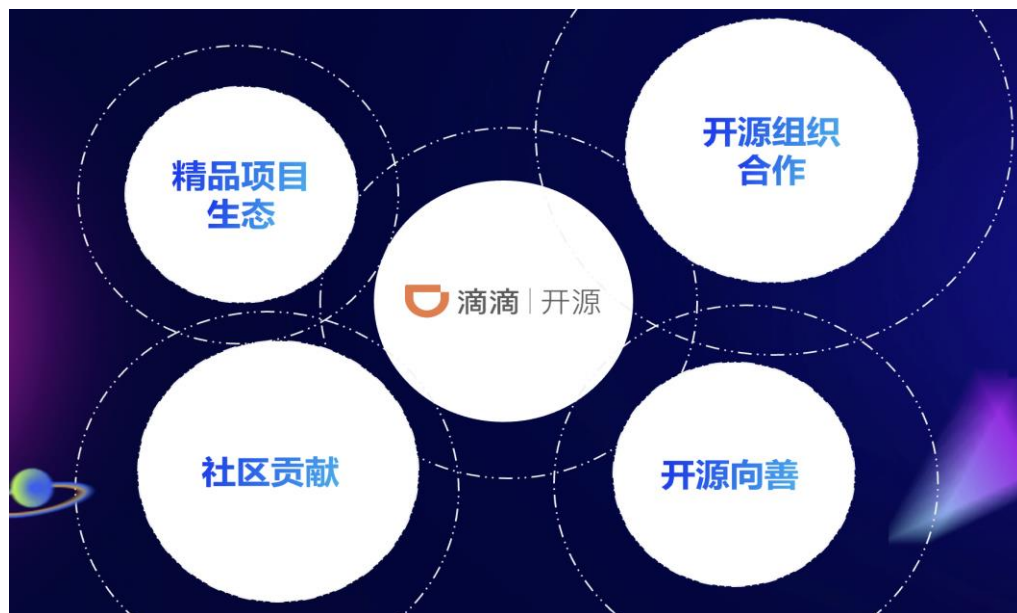 精品项目
生态
开源组织
合作
滴滴|开源
社区贡献
开源向善